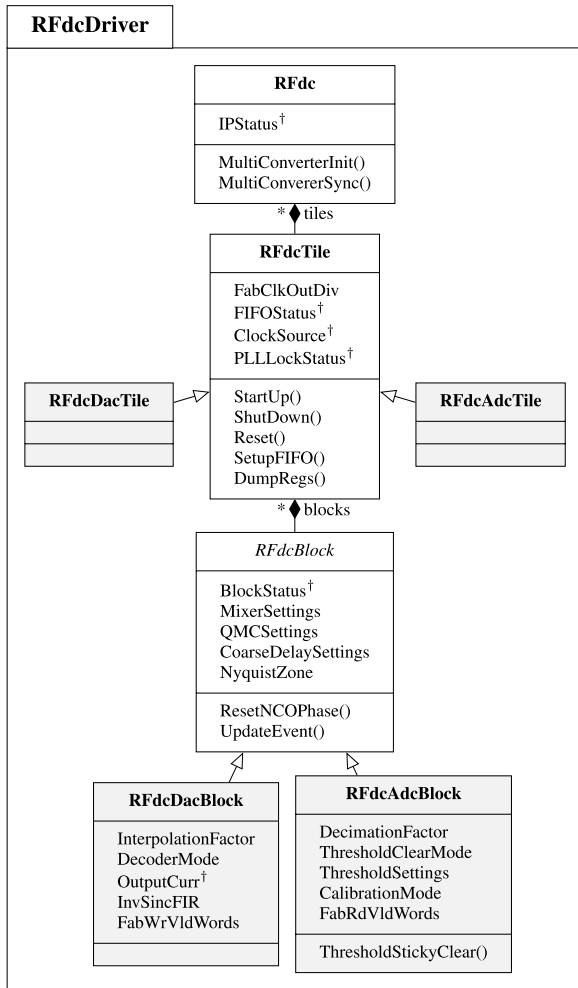 RFdcDriver
RFdc
IPStatus†
MultiConverterInit()
MultiConvererSync()
* tiles
RFdcTile
FabClkOutDiv
FIFOStatus†
ClockSource†
PLLLockStatus†
StartUp()
ShutDown()
Reset()
SetupFIFO()
DumpRegs()
RFdcDacTile
RFdcAdcTile
* blocks
RFdcBlock
BlockStatus†
MixerSettings
QMCSettings
CoarseDelaySettings
NyquistZone
ResetNCOPhase()
UpdateEvent()
RFdcDacBlock
InterpolationFactor
DecoderMode
OutputCurr†
InvSincFIR
FabWrVldWords
RFdcAdcBlock
DecimationFactor
ThresholdClearMode
ThresholdSettings
CalibrationMode
FabRdVldWords
ThresholdStickyClear()